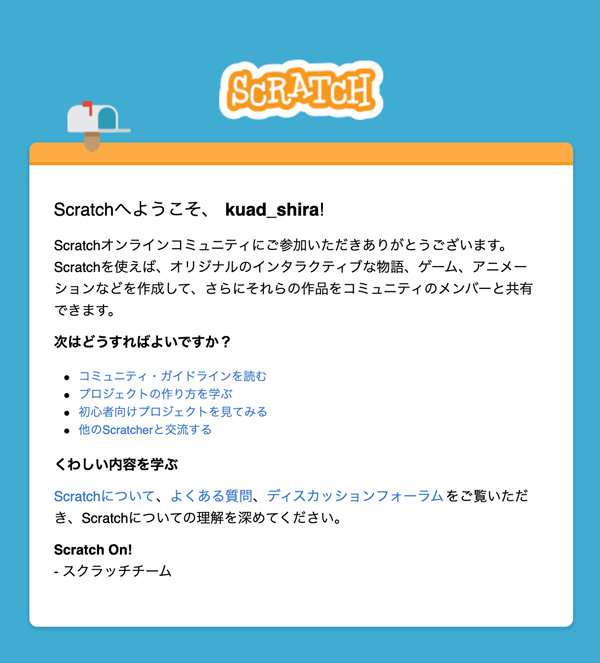 SCRATCH
Scratchへようこそ、 kuad_shira!
Scratchオンラインコミュニティにご参加いただきありがとうございます。
Scratchを使えば、オリジナルのインタラクティブな物語、ゲーム、アニメー
ションなどを作成して、さらにそれらの作品をコミュニティのメンバーと共有
できます。
次はどうすればよいですか？
• コミュニティ・ガイドラインを読む
• プロジェクトの作り方を学ぶ
• 初心者向けプロジェクトを見てみる
• 他のScratcherと交流する
くわしい内容を学ぶ
Scratchについて、よくある質問、ディスカッションフォーラムをご覧いただ
き、Scratchについての理解を深めてください。
Scratch On!
- スクラッチチーム